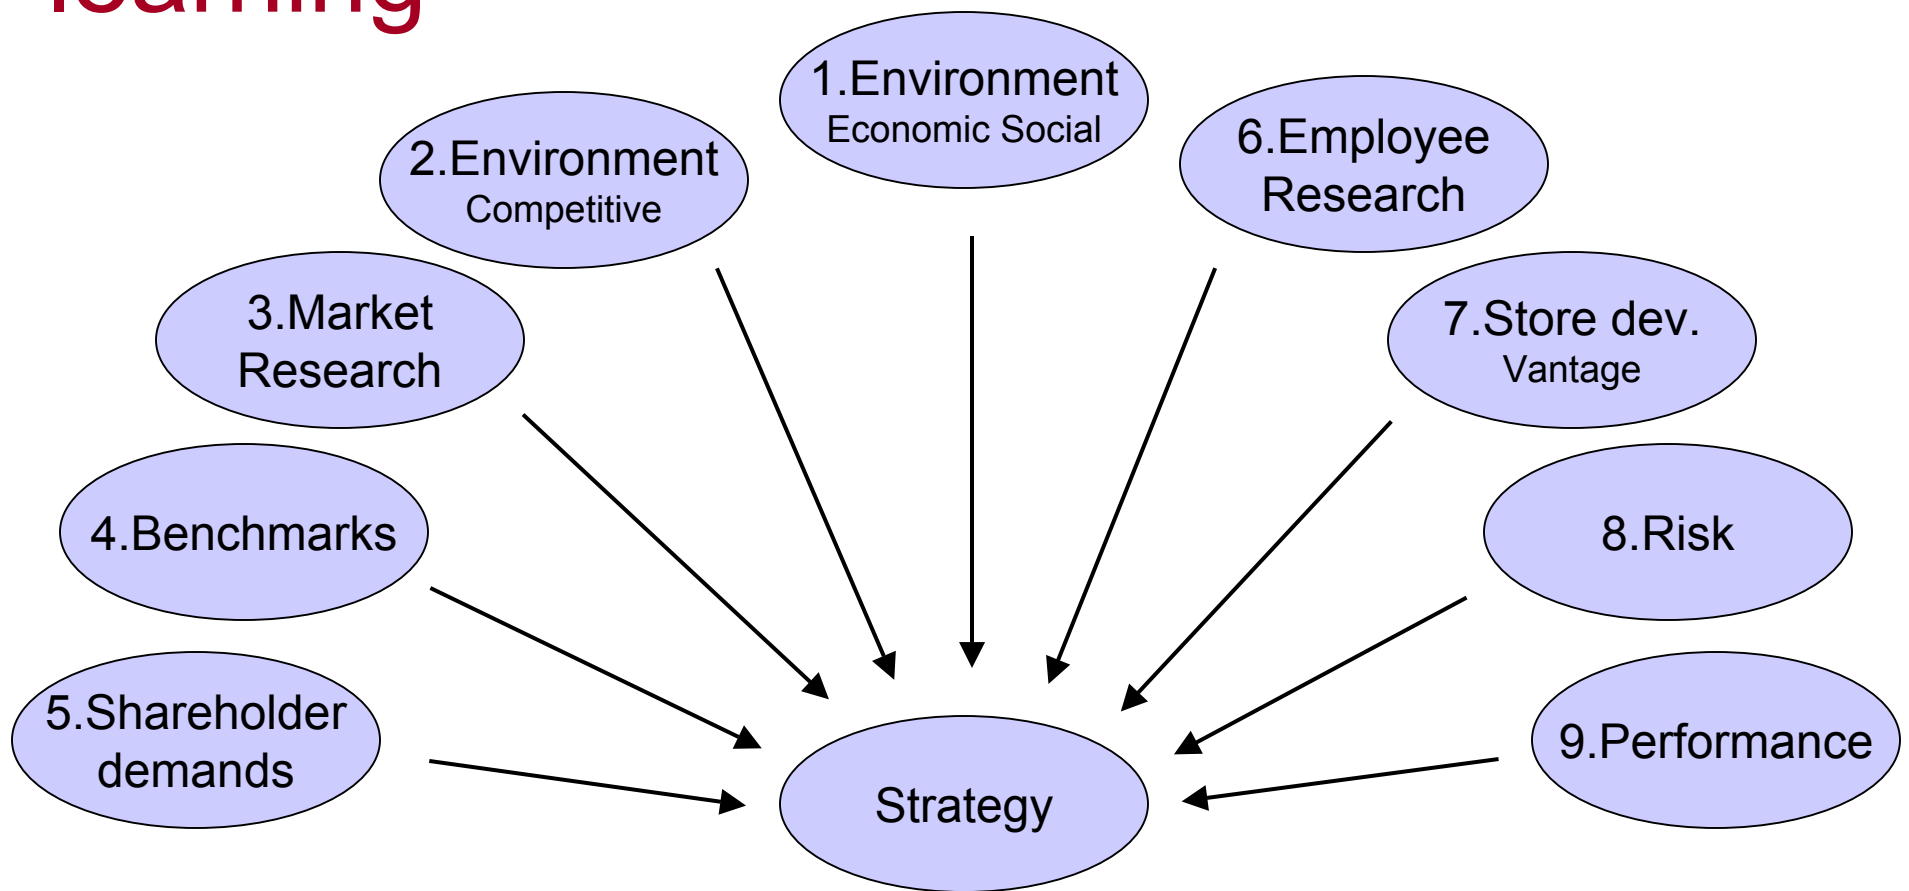 learning
1.Environment
Economic Social
2.Environment
Competitive
3.Market
Research
4.Benchmarks
5.Shareholder
demands
6.Employee
Research
7.Store dev.
Vantage
8.Risk
9.Performance
Strategy